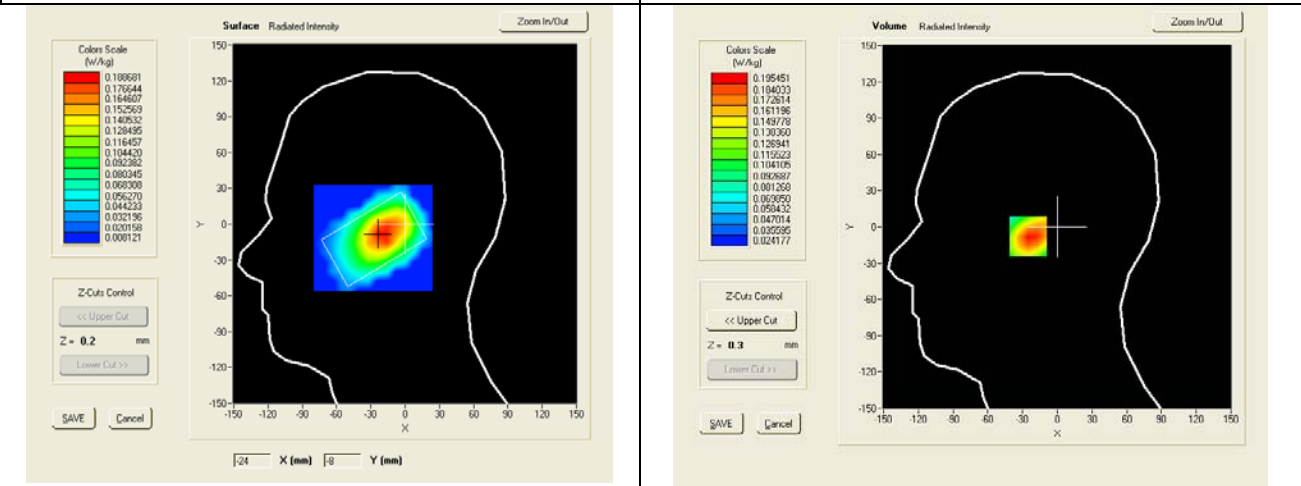 Surface Radiated Intensity
Zoom In/Out
Colors Scale
(W/kg)
0.188681
0.176644
0.164607
0.152569
0.140532
0.128495
0.116457
0.104420
0.092382
0.080345
0.068308
0.056270
0.044233
0.032196
0.020158
0.008121
Z-Cuts Control
<< Upper Cut
Z = 0.2 mm
Lower Cut >>
SAVE Cancel
150
120
90
60
30
0
-30
-60
-90
-120
-150
Y
-150 -120 -90 -60 -30 0 30 60 90 120 150
X
-24 X (mm) -8 Y (mm)
Volume Radiated Intensity
Zoom In/Out
Colors Scale
(W/kg)
0.195451
0.184033
0.172614
0.161196
0.149778
0.138360
0.126941
0.115523
0.104105
0.092687
0.081268
0.069850
0.058432
0.047014
0.035595
0.024177
Z-Cuts Control
<< Upper Cut
Z = 0.3 mm
Lower Cut >>
SAVE Cancel
150
120
90
60
30
0
-30
-60
-90
-120
-150
Y
-150 -120 -90 -60 -30 0 30 60 90 120 150
X